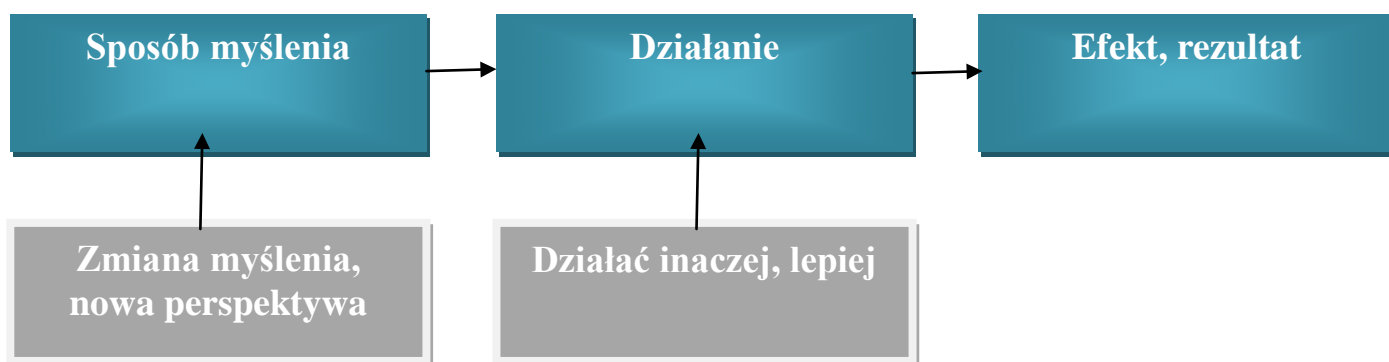 Sposób myślenia
Działanie
Efekt, rezultat
Zmiana myślenia,
nowa perspektywa
Działać inaczej, lepiej